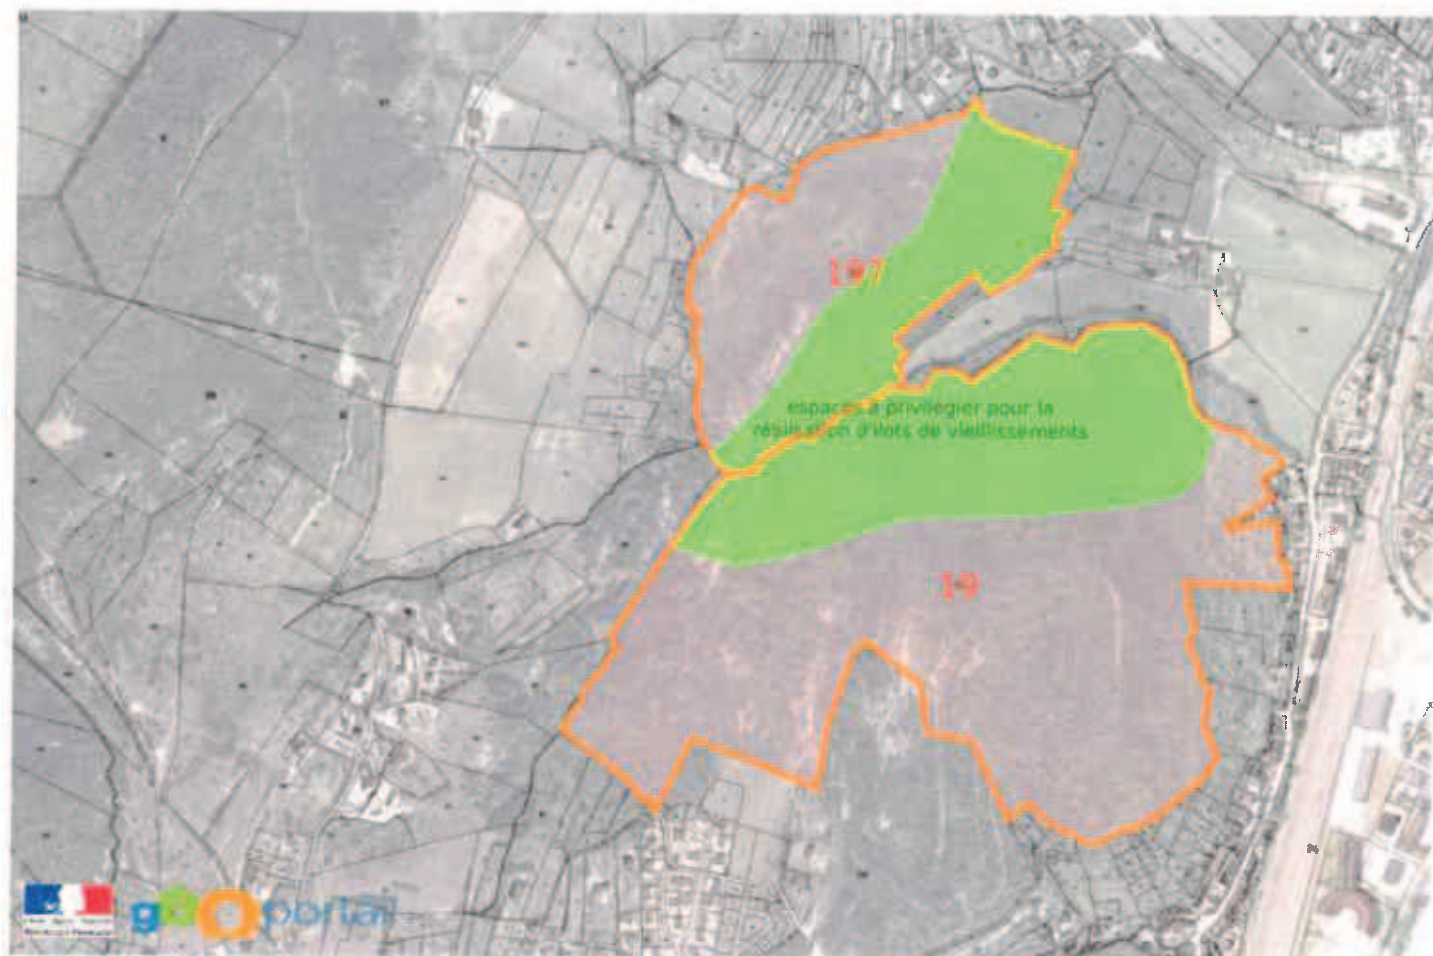 197
espaces à privilégier pour la
réalisation d'îlots de vieillissements
19
géoportail